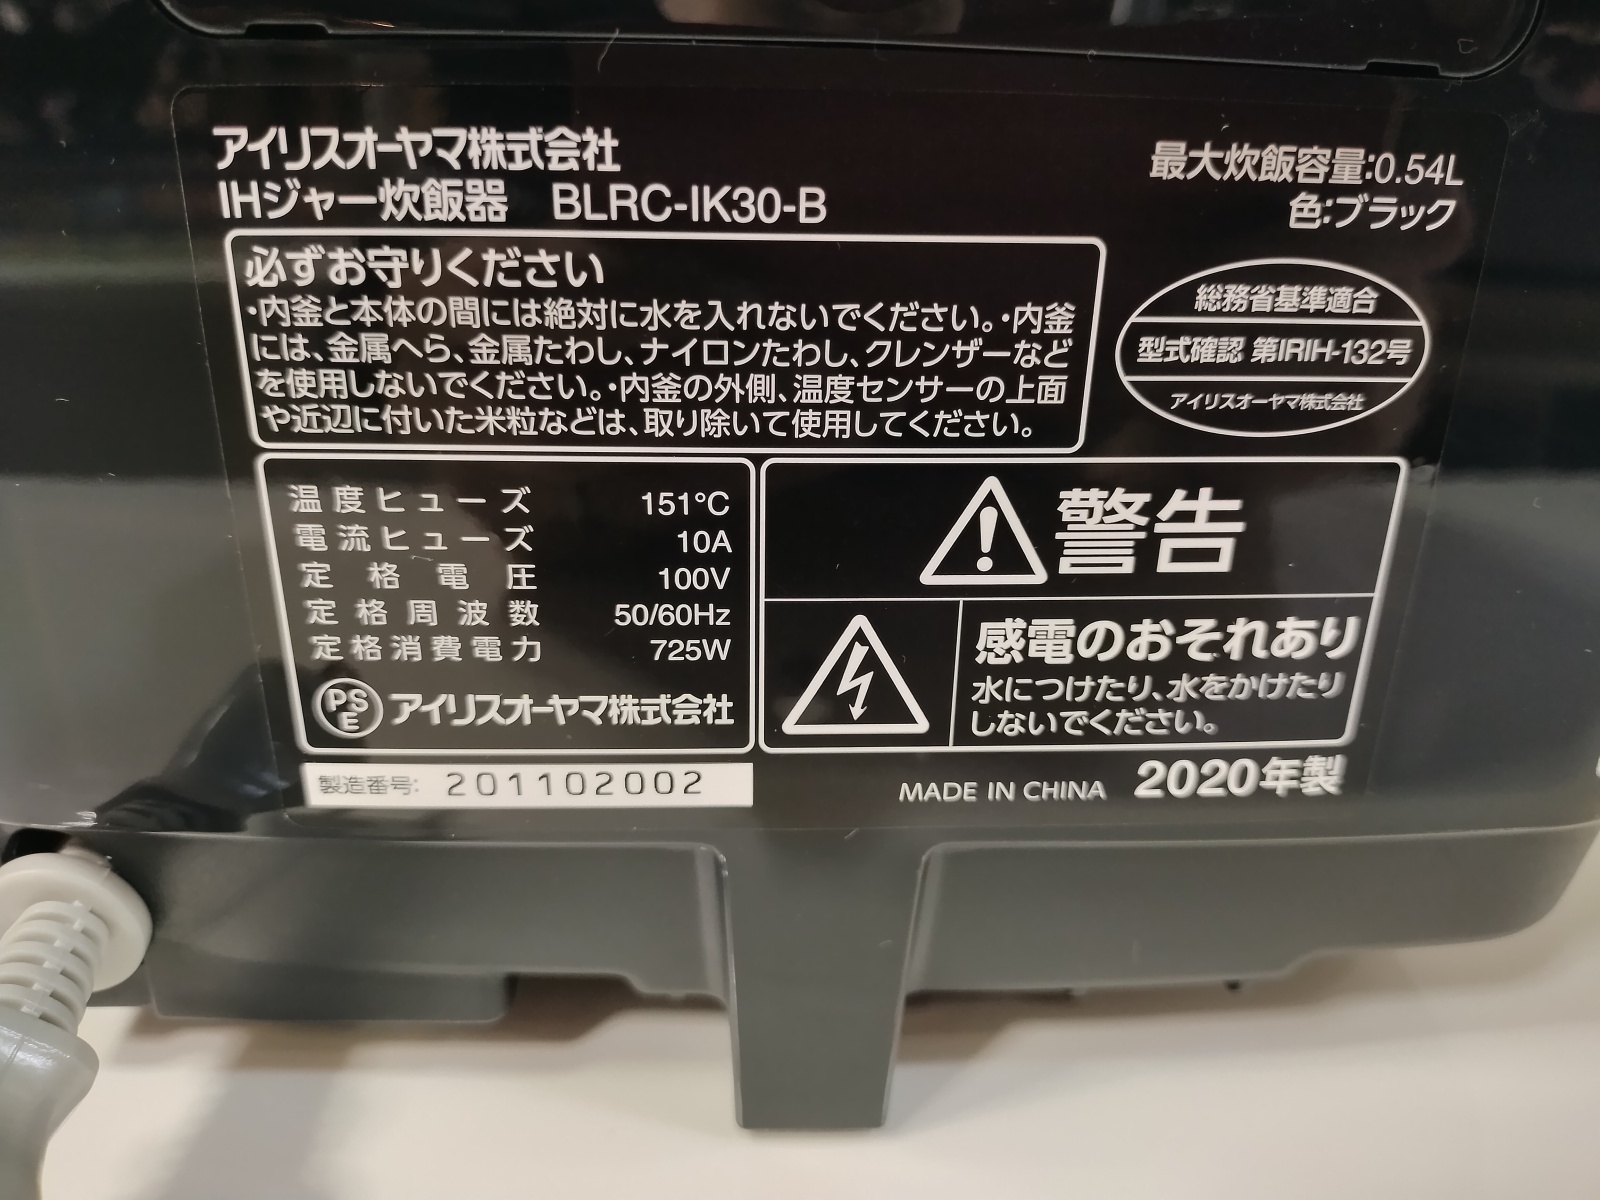 アイリスオーヤマ株式会社
IHジャー炊飯器 BLRC-IK30-B
最大炊飯容量:0.54L
色:ブラック
必ずお守りください
・内釜と本体の間には絶対に水を入れないでください。・内釜
には、金属へら、金属たわし、ナイロンたわし、クレンザーなど
を使用しないでください。・内釜の外側、温度センサーの上面
や近辺に付いた米粒などは、取り除いて使用してください。
総務省基準適合
型式確認 第IRIH-132号
アイリスオーヤマ株式会社
温度ヒューズ 151°C
電流ヒューズ 10A
定格電圧 100V
定格周波数 50/60Hz
定格消費電力 725W
PSE アイリスオーヤマ株式会社
警告
感電のおそれあり
水につけたり、水をかけたり
しないでください。
製造番号: 201102002
MADE IN CHINA 2020年製